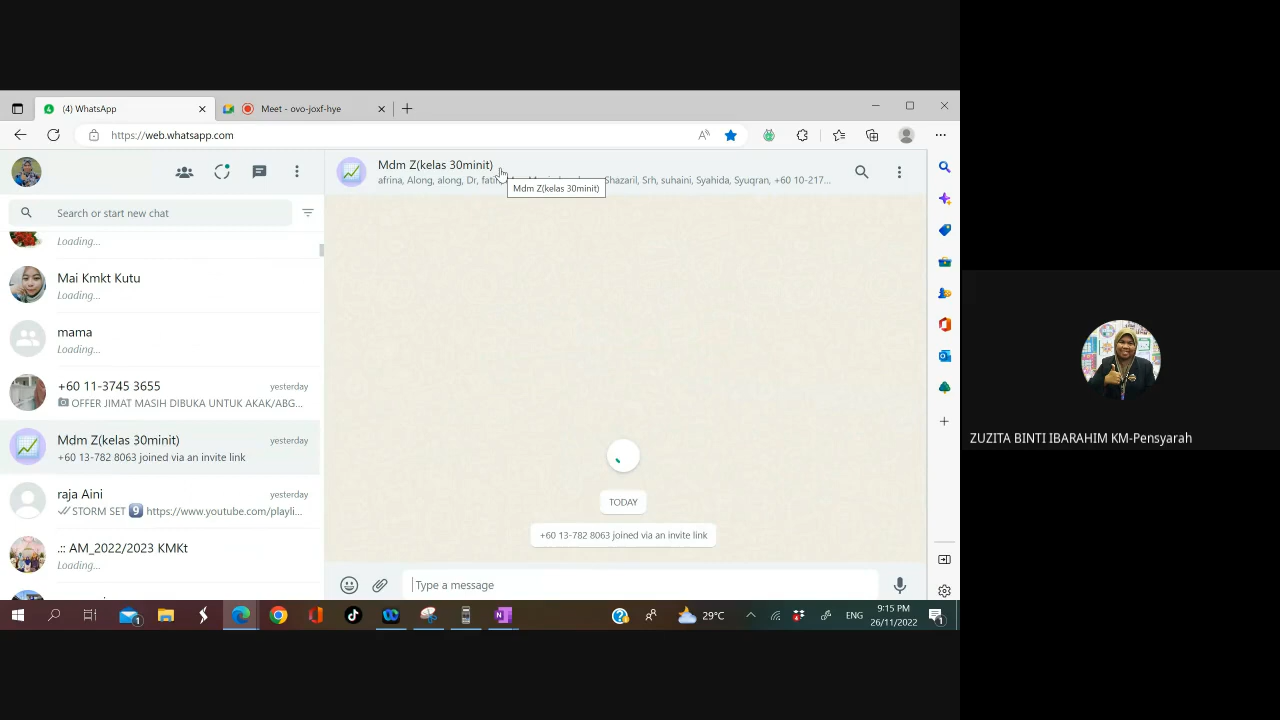 (4) WhatsApp
Meet - ovo-joxf-hye
https://web.whatsapp.com
Mdm Z(kelas 30minit)
afrina, Along, along, Dr, Shazaril, Srh, suhaini, Syahida, Syuqran, +60 10-217...
Mdm Z(kelas 30minit)
Search or start new chat
Loading...
Mai Kmkt Kutu
Loading...
mama
Loading...
+60 11-3745 3655 yesterday
OFFER JIMAT MASIH DIBUKA UNTUK AKAK/ABG...
Mdm Z(kelas 30minit) yesterday
+60 13-782 8063 joined via an invite link
raja Aini yesterday
STORM SET 9 https://www.youtube.com/playli...
.:: AM_2022/2023 KMKt
Loading...
TODAY
+60 13-782 8063 joined via an invite link
Type a message
ZUZITA BINTI IBARAHIM KM-Pensyarah
29°C
ENG
9:15 PM
26/11/2022